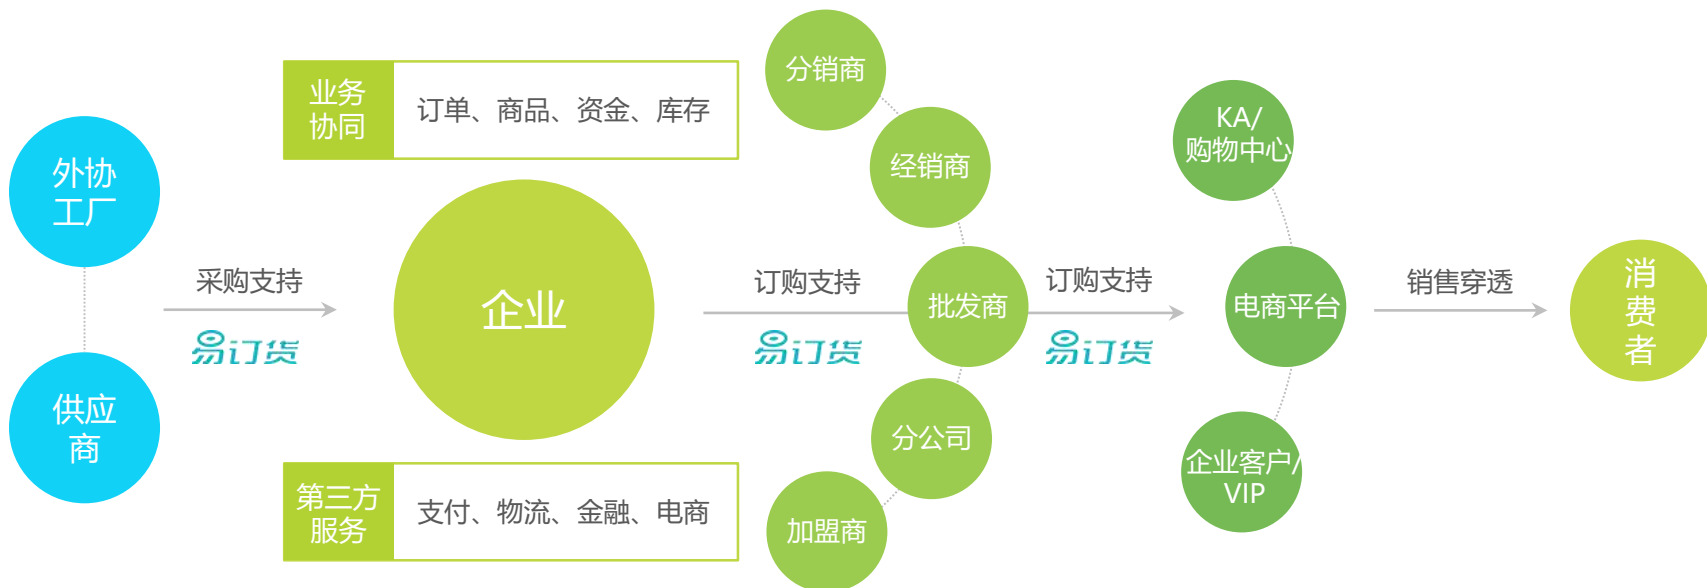 外协
工厂
供应
商
采购支持
易订货
业务
协同
订单、商品、资金、库存
企业
第三方
服务
支付、物流、金融、电商
订购支持
易订货
分销商
经销商
批发商
分公司
加盟商
订购支持
易订货
KA/
购物中心
电商平台
企业客户/
VIP
销售穿透
消
费
者